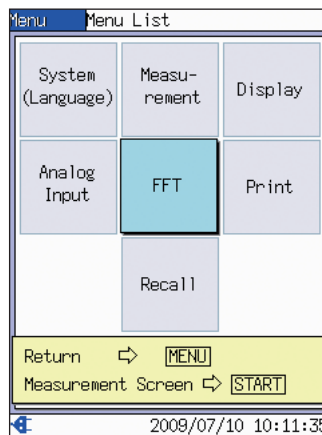 Menu Menu List
System (Language)
Measu-
rement
Display
Analog
Input
FFT
Print
Recall
Return ⇨ MENU
Measurement Screen ⇨ START
2009/07/10 10:11:35